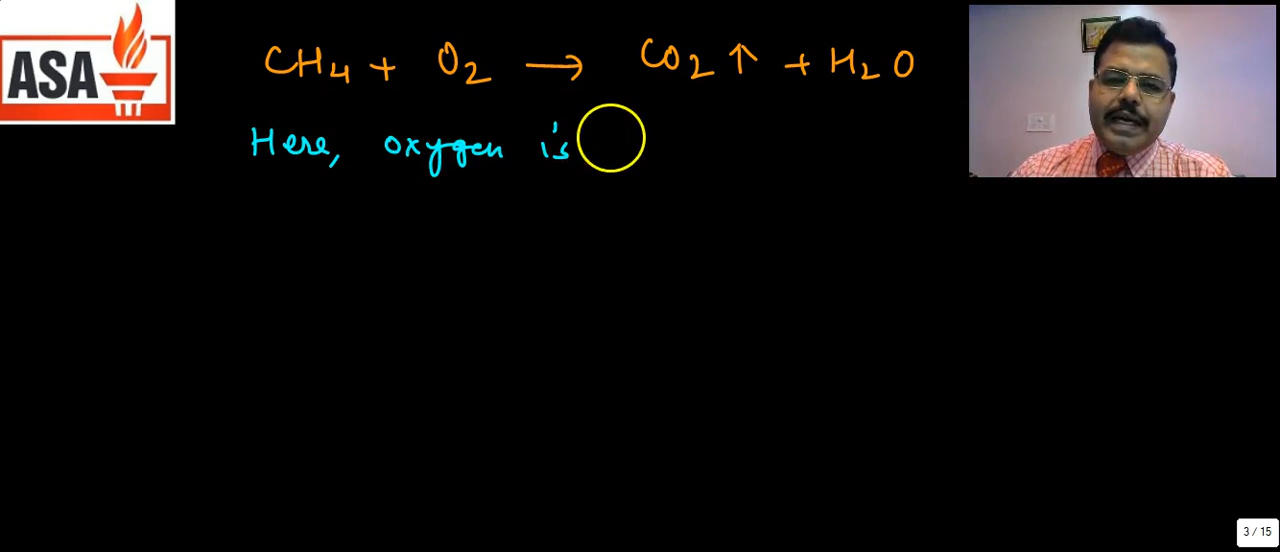 ASA
CH₄ + O₂ → CO₂ ↑ + H₂O
Here, oxygen is
3 / 15